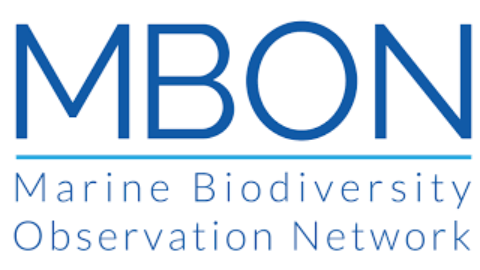 MBON
Marine Biodiversity
Observation Network